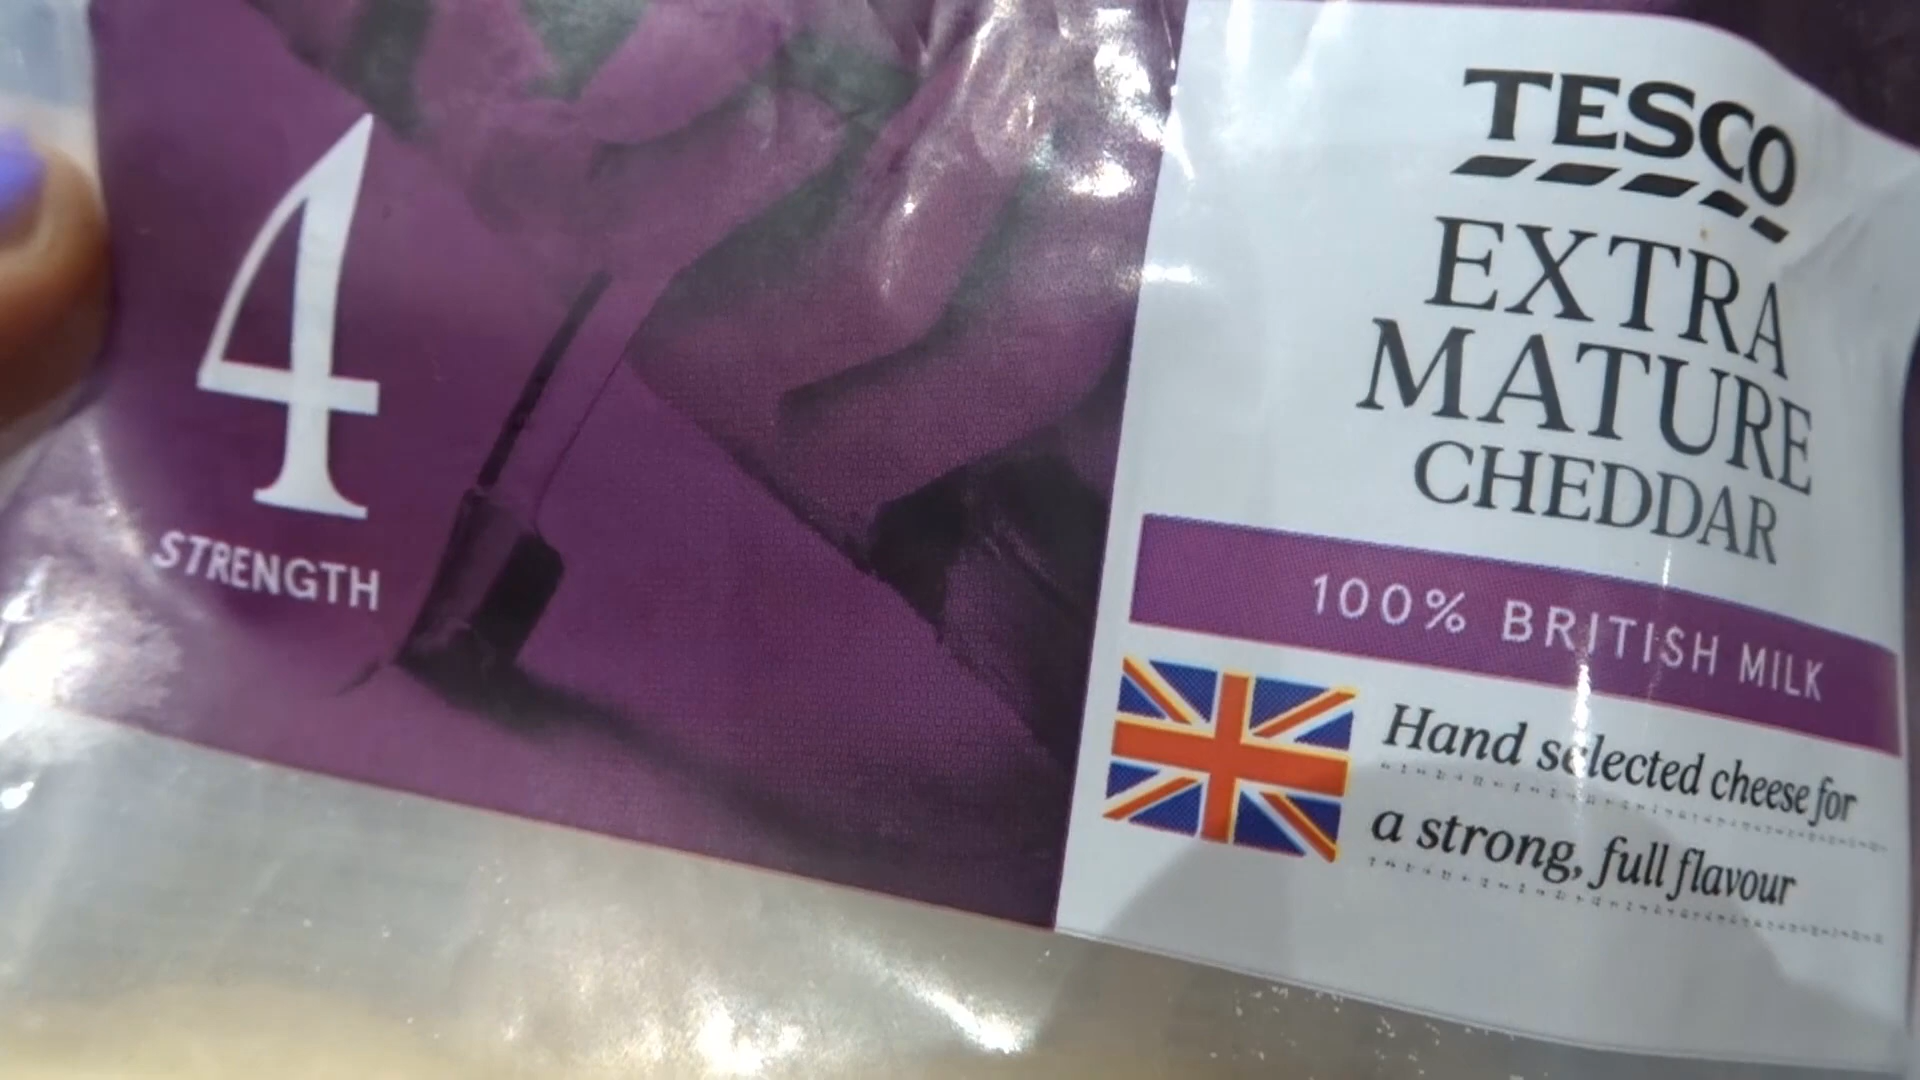 4
STRENGTH
TESCO
EXTRA
MATURE
CHEDDAR
100% BRITISH MILK
Hand selected cheese for
a strong, full flavour